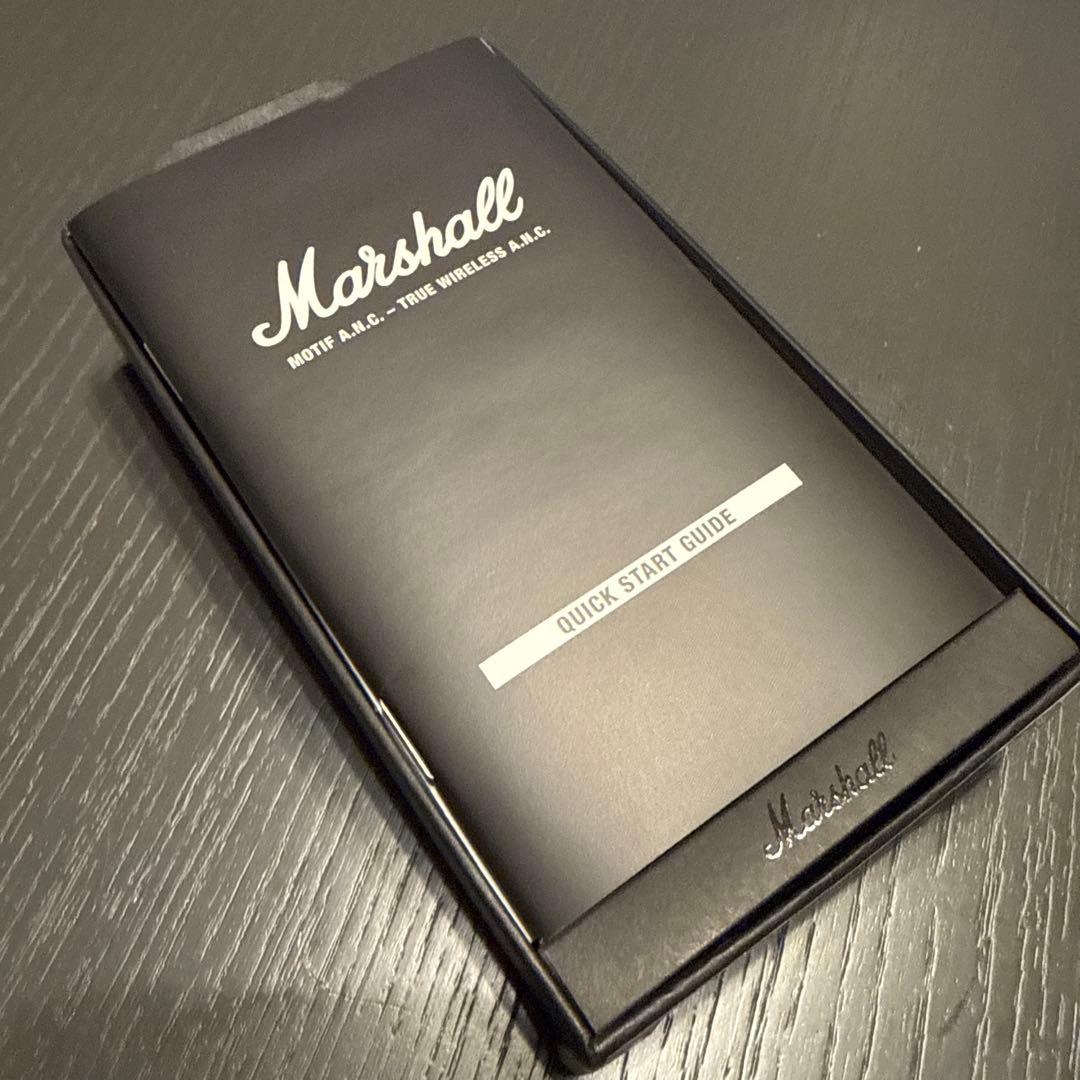 Marshall
MOTIF A.N.C. – TRUE WIRELESS A.N.C.
QUICK START GUIDE
Marshall